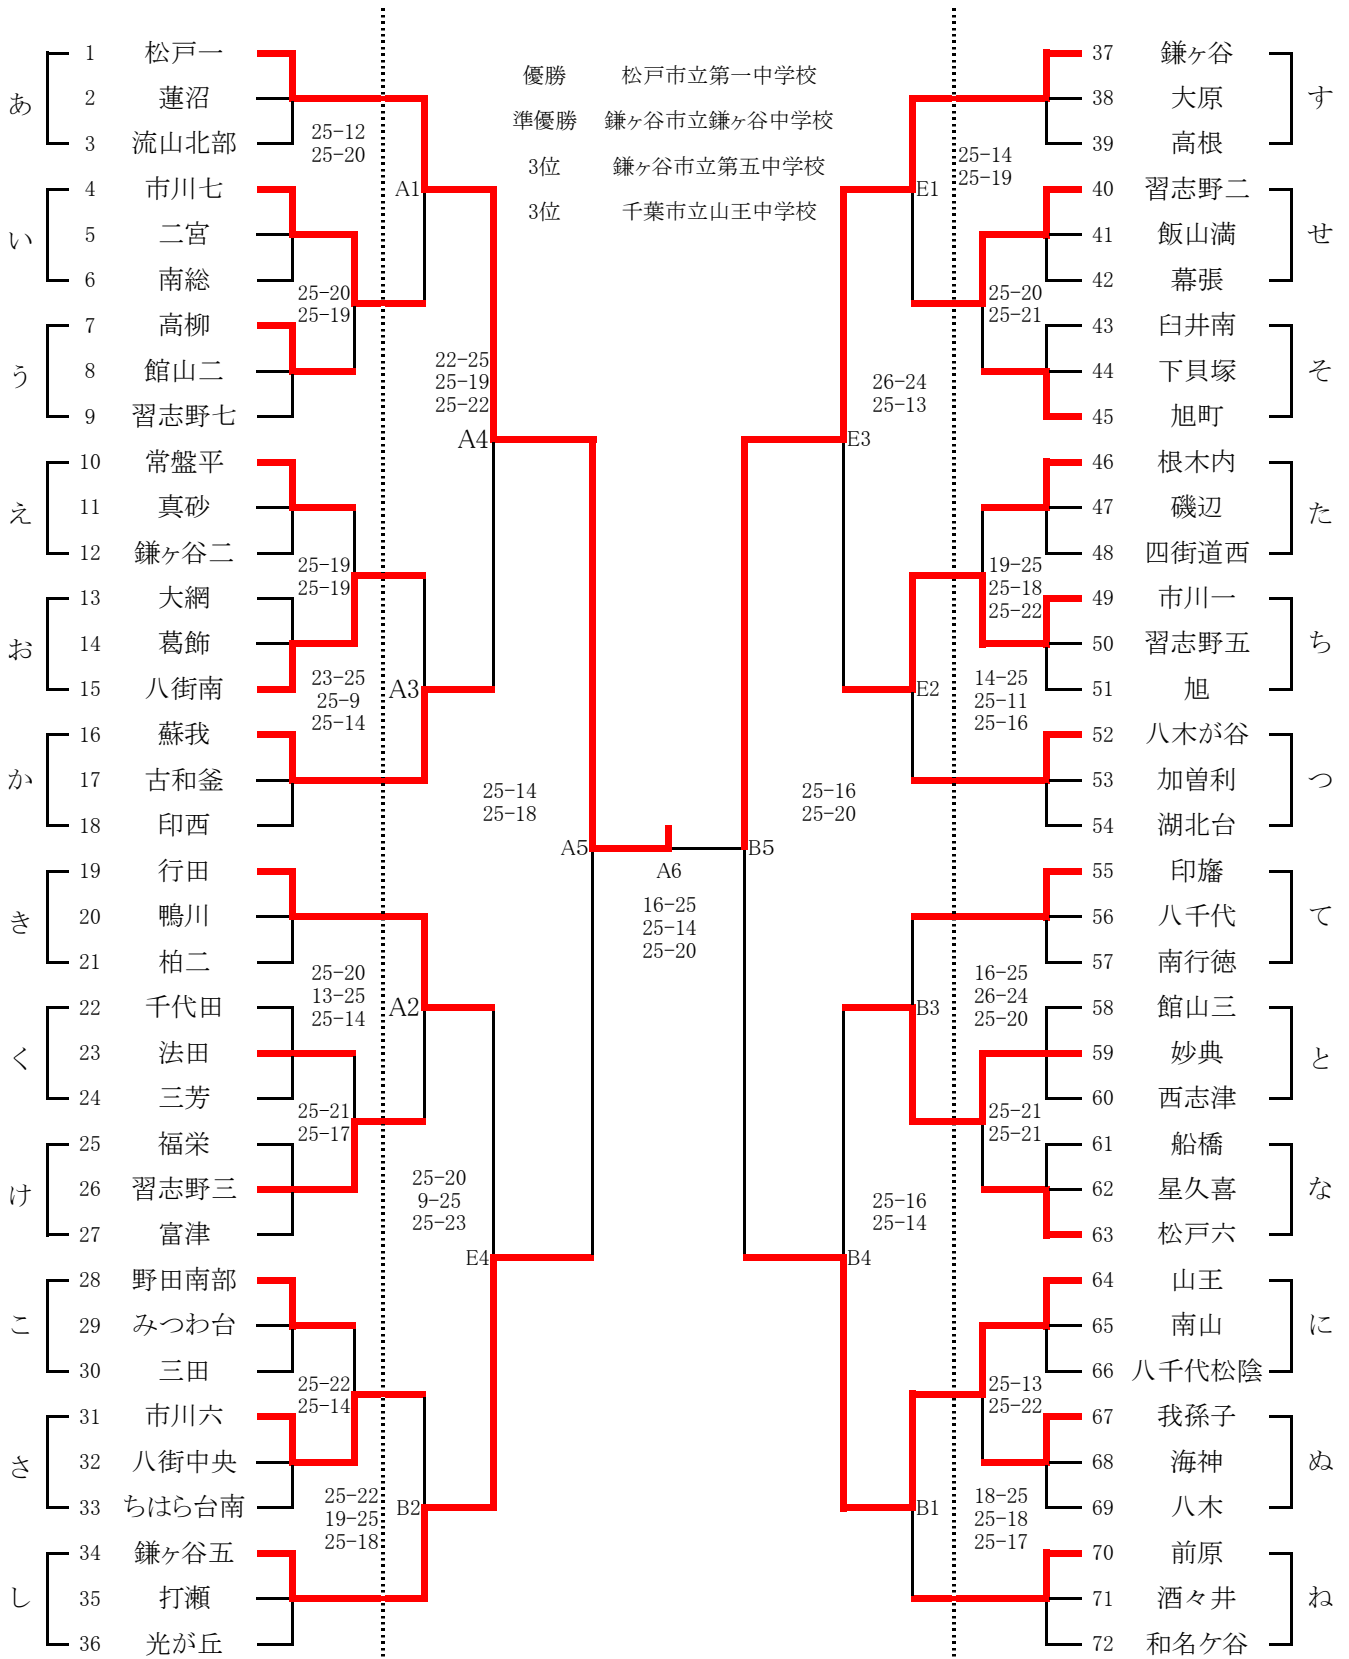 優勝 松戸市立第一中学校
準優勝 鎌ヶ谷市立鎌ヶ谷中学校
3位 鎌ヶ谷市立第五中学校
3位 千葉市立山王中学校
あ
1 松戸一
2 蓮沼
3 流山北部
い
4 市川七
5 二宮
6 南総
う
7 高柳
8 館山二
9 習志野七
え
10 常盤平
11 真砂
12 鎌ヶ谷二
お
13 大網
14 葛飾
15 八街南
か
16 蘇我
17 古和釜
18 印西
き
19 行田
20 鴨川
21 柏二
く
22 千代田
23 法田
24 三芳
け
25 福栄
26 習志野三
27 富津
こ
28 野田南部
29 みつわ台
30 三田
さ
31 市川六
32 八街中央
33 ちはら台南
し
34 鎌ヶ谷五
35 打瀬
36 光が丘
25-12
25-20
A1
25-20
25-19
22-25
25-19
25-22
A4
25-19
25-19
23-25
25-9
25-14
A3
25-14
25-18
A5
25-20
13-25
25-14
A2
25-21
25-17
25-20
9-25
25-23
E4
25-22
25-14
25-22
19-25
25-18
B2
A6
16-25
25-14
25-20
25-14
25-19
E1
25-20
25-21
26-24
25-13
E3
19-25
25-18
25-22
E2
14-25
25-11
25-16
25-16
25-20
B5
16-25
26-24
25-20
B3
25-21
25-21
25-16
25-14
B4
25-13
25-22
18-25
25-18
25-17
B1
37 鎌ヶ谷
38 大原
39 高根
す
40 習志野二
41 飯山満
42 幕張
せ
43 臼井南
44 下貝塚
45 旭町
そ
46 根木内
47 磯辺
48 四街道西
た
49 市川一
50 習志野五
51 旭
ち
52 八木が谷
53 加曽利
54 湖北台
つ
55 印旛
56 八千代
57 南行徳
て
58 館山三
59 妙典
60 西志津
と
61 船橋
62 星久喜
63 松戸六
な
64 山王
65 南山
66 八千代松陰
に
67 我孫子
68 海神
69 八木
ぬ
70 前原
71 酒々井
72 和名ケ谷
ね